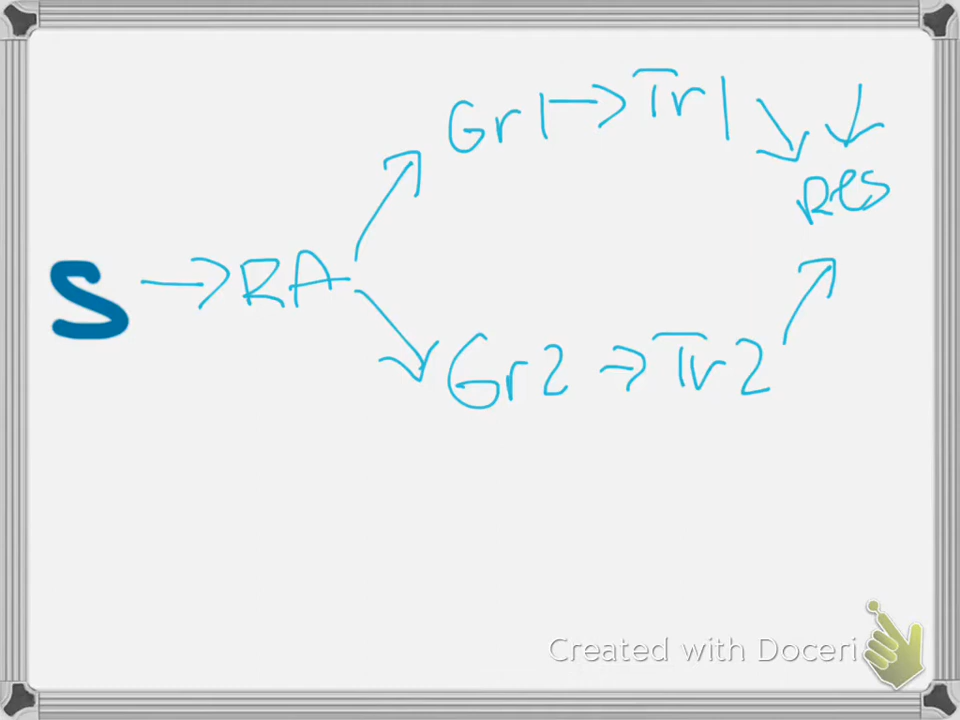 Gr1 → Tr1
Res
S → RA
Gr2 → Tr2
Created with Doceri